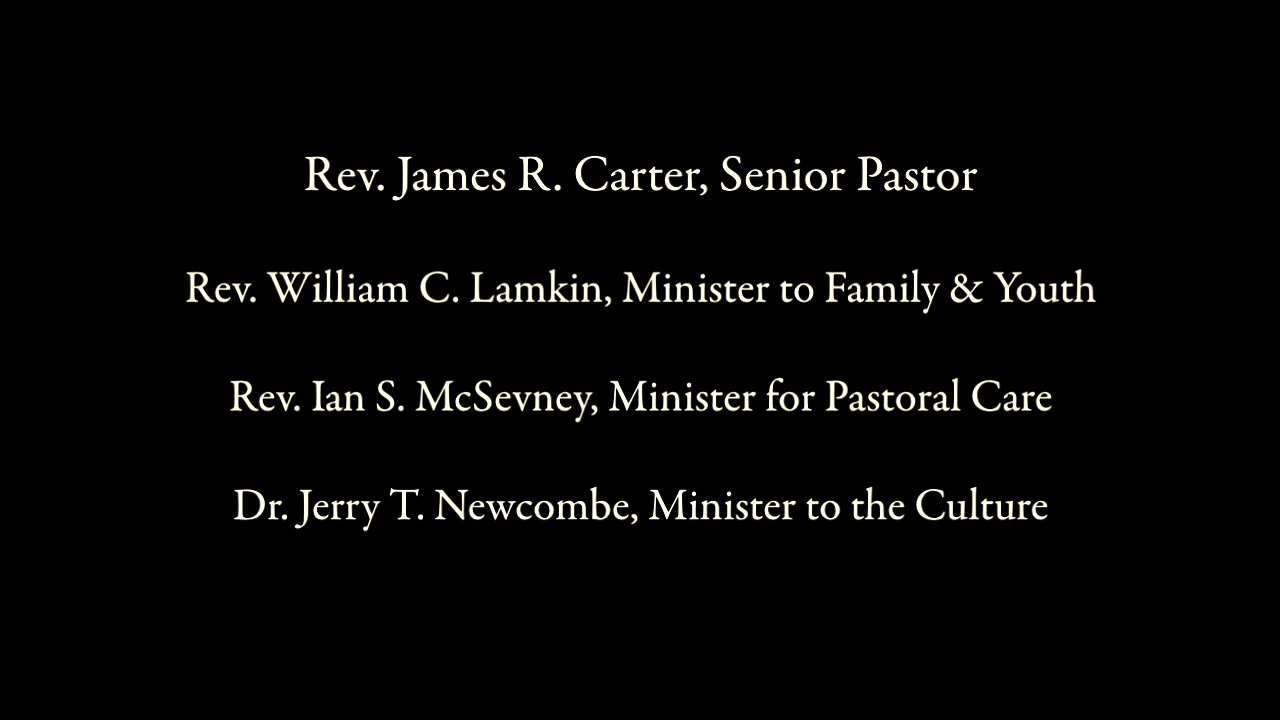 Rev. James R. Carter, Senior Pastor
Rev. William C. Lamkin, Minister to Family & Youth
Rev. Ian S. McSevney, Minister for Pastoral Care
Dr. Jerry T. Newcombe, Minister to the Culture